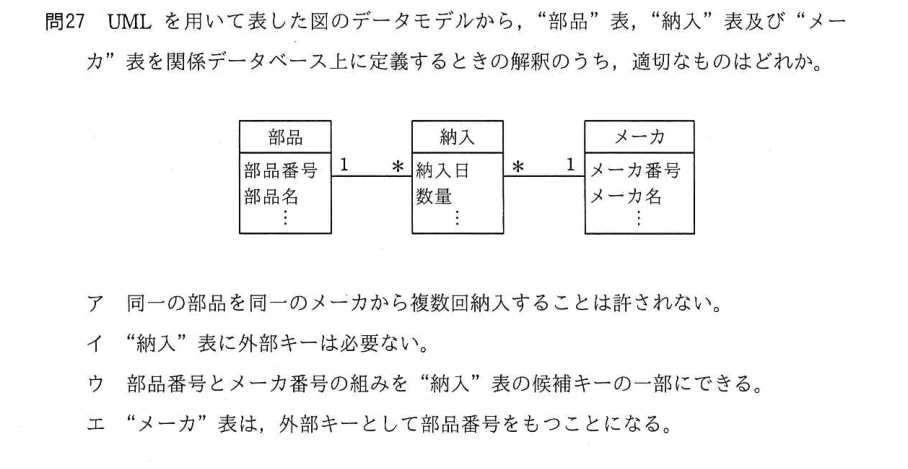 問27　UML を用いて表した図のデータモデルから，“部品”表，“納入”表及び“メー
カ”表を関係データベース上に定義するときの解釈のうち，適切なものはどれか。
部品　納入　メーカ
部品番号　1　*　納入日　*　1　メーカ番号
部品名　数量　メーカ名
⋮　⋮　⋮
ア　同一の部品を同一のメーカから複数回納入することは許されない。
イ　“納入”表に外部キーは必要ない。
ウ　部品番号とメーカ番号の組みを“納入”表の候補キーの一部にできる。
エ　“メーカ”表は，外部キーとして部品番号をもつことになる。